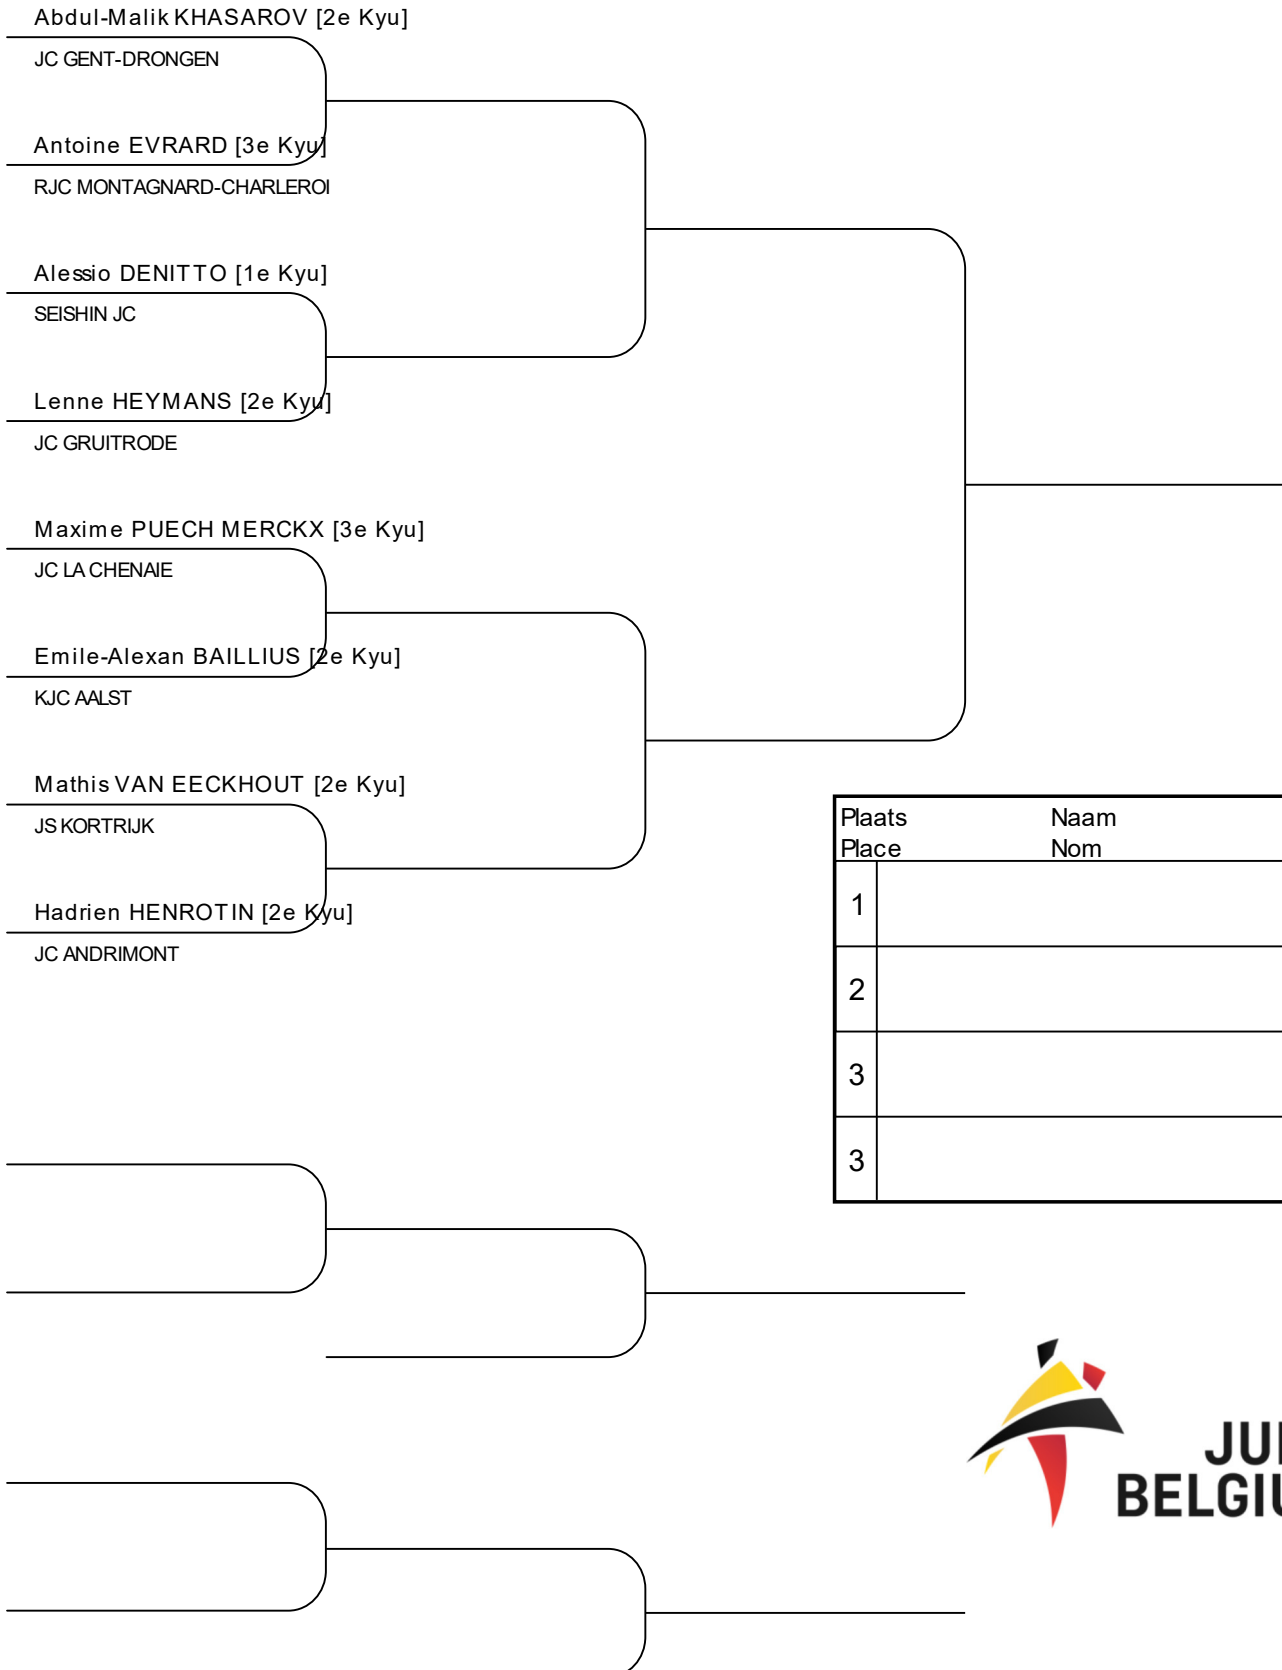 Abdul-Malik KHASAROV [2e Kyu]
JC GENT-DRONGEN
Antoine EVRARD [3e Kyu]
RJC MONTAGNARD-CHARLEROI
Alessio DENITTO [1e Kyu]
SEISHIN JC
Lenne HEYMANS [2e Kyu]
JC GRUITRODE
Maxime PUECH MERCKX [3e Kyu]
JC LA CHENAIE
Emile-Alexan BAILLIUS [2e Kyu]
KJC AALST
Mathis VAN EECKHOUT [2e Kyu]
JS KORTRIJK
Hadrien HENROTIN [2e Kyu]
JC ANDRIMONT
Plaats Naam
Place Nom
1
2
3
3